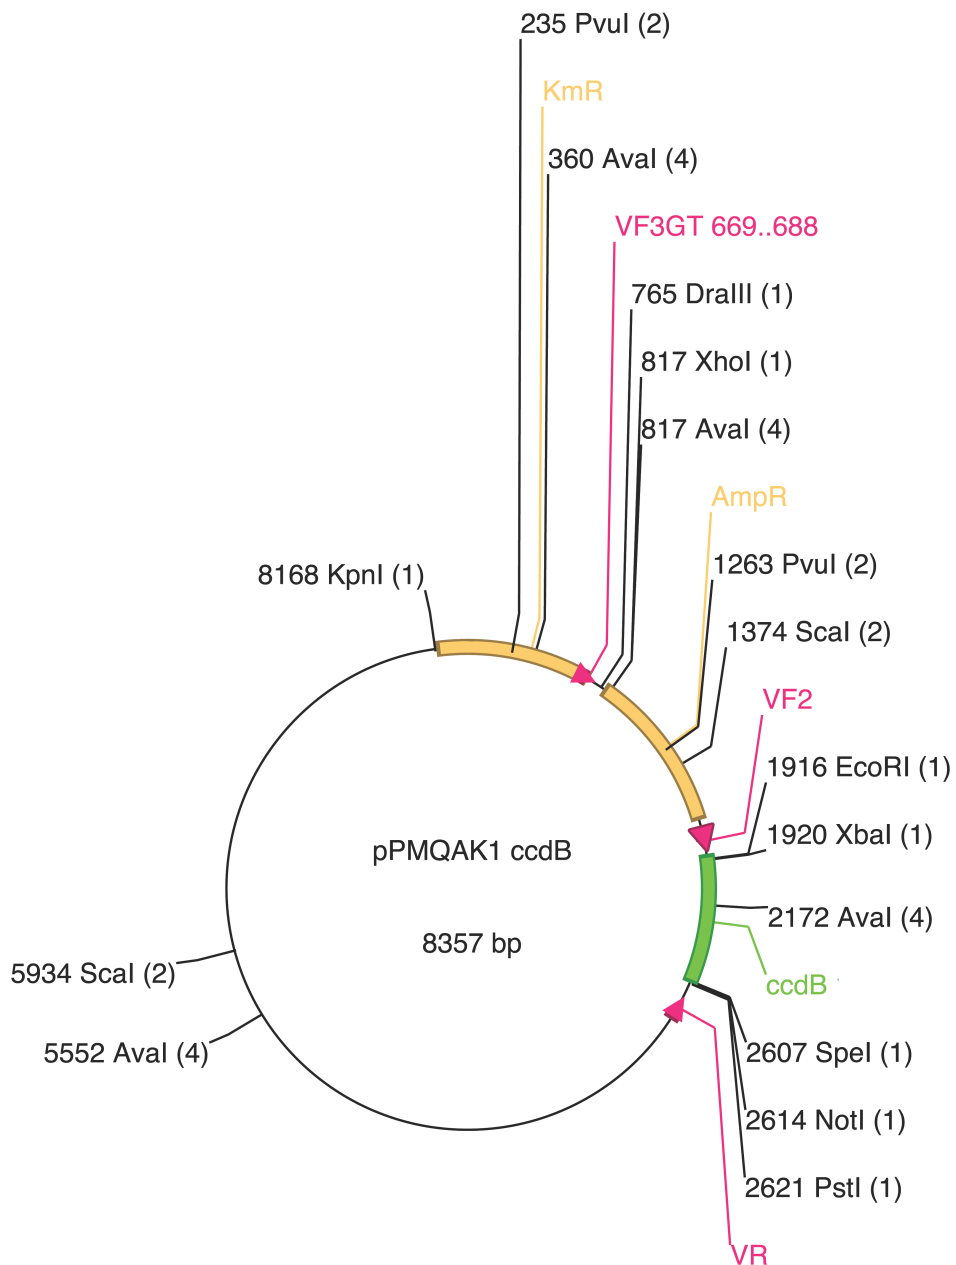 235 PvuI (2)
KmR
360 AvaI (4)
VF3GT 669..688
765 DraIII (1)
817 XhoI (1)
817 AvaI (4)
AmpR
1263 PvuI (2)
8168 KpnI (1)
1374 ScaI (2)
VF2
1916 EcoRI (1)
1920 XbaI (1)
pPMQAK1 ccdB
2172 AvaI (4)
8357 bp
5934 ScaI (2)
ccdB
5552 AvaI (4)
2607 SpeI (1)
2614 NotI (1)
2621 PstI (1)
VR